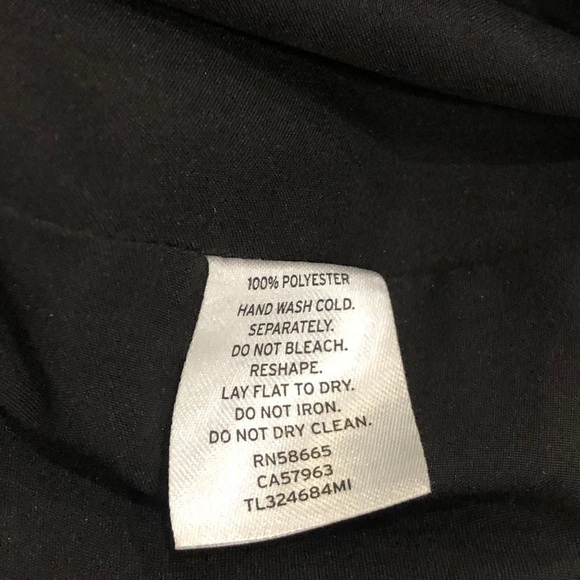 100% POLYESTER
HAND WASH COLD.
SEPARATELY.
DO NOT BLEACH.
RESHAPE.
LAY FLAT TO DRY.
DO NOT IRON.
DO NOT DRY CLEAN.
RN58665
CA57963
TL324684MI